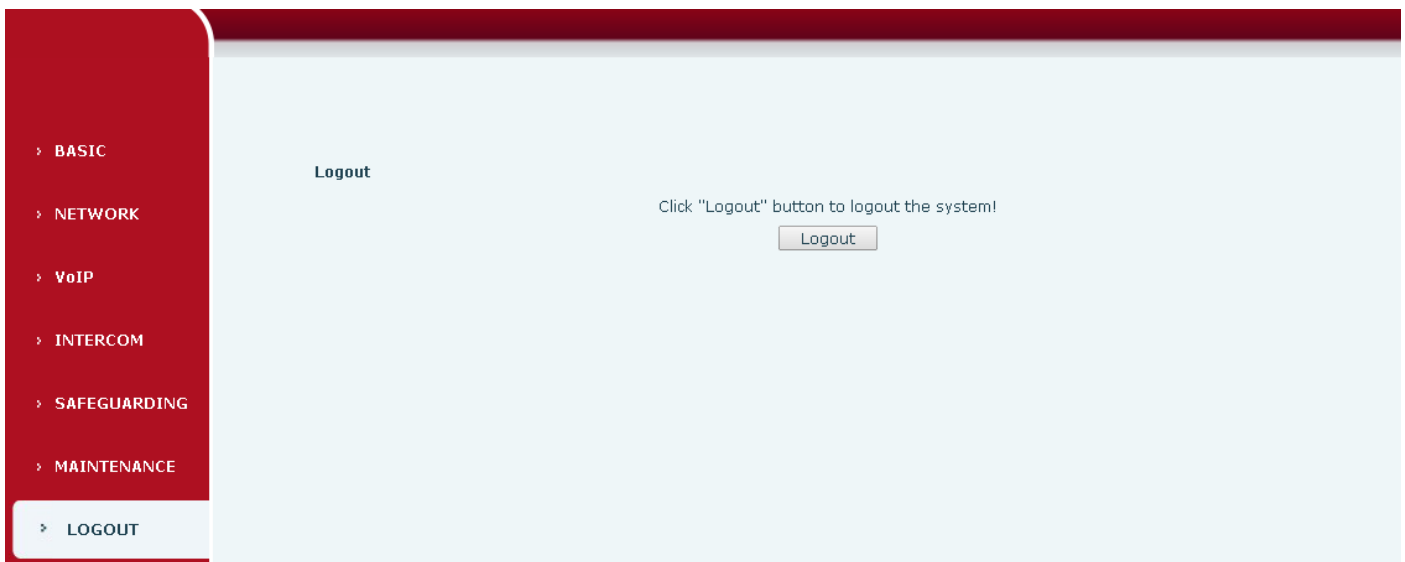 BASIC
NETWORK
VoIP
INTERCOM
SAFEGUARDING
MAINTENANCE
LOGOUT
Logout
Click "Logout" button to logout the system!
Logout